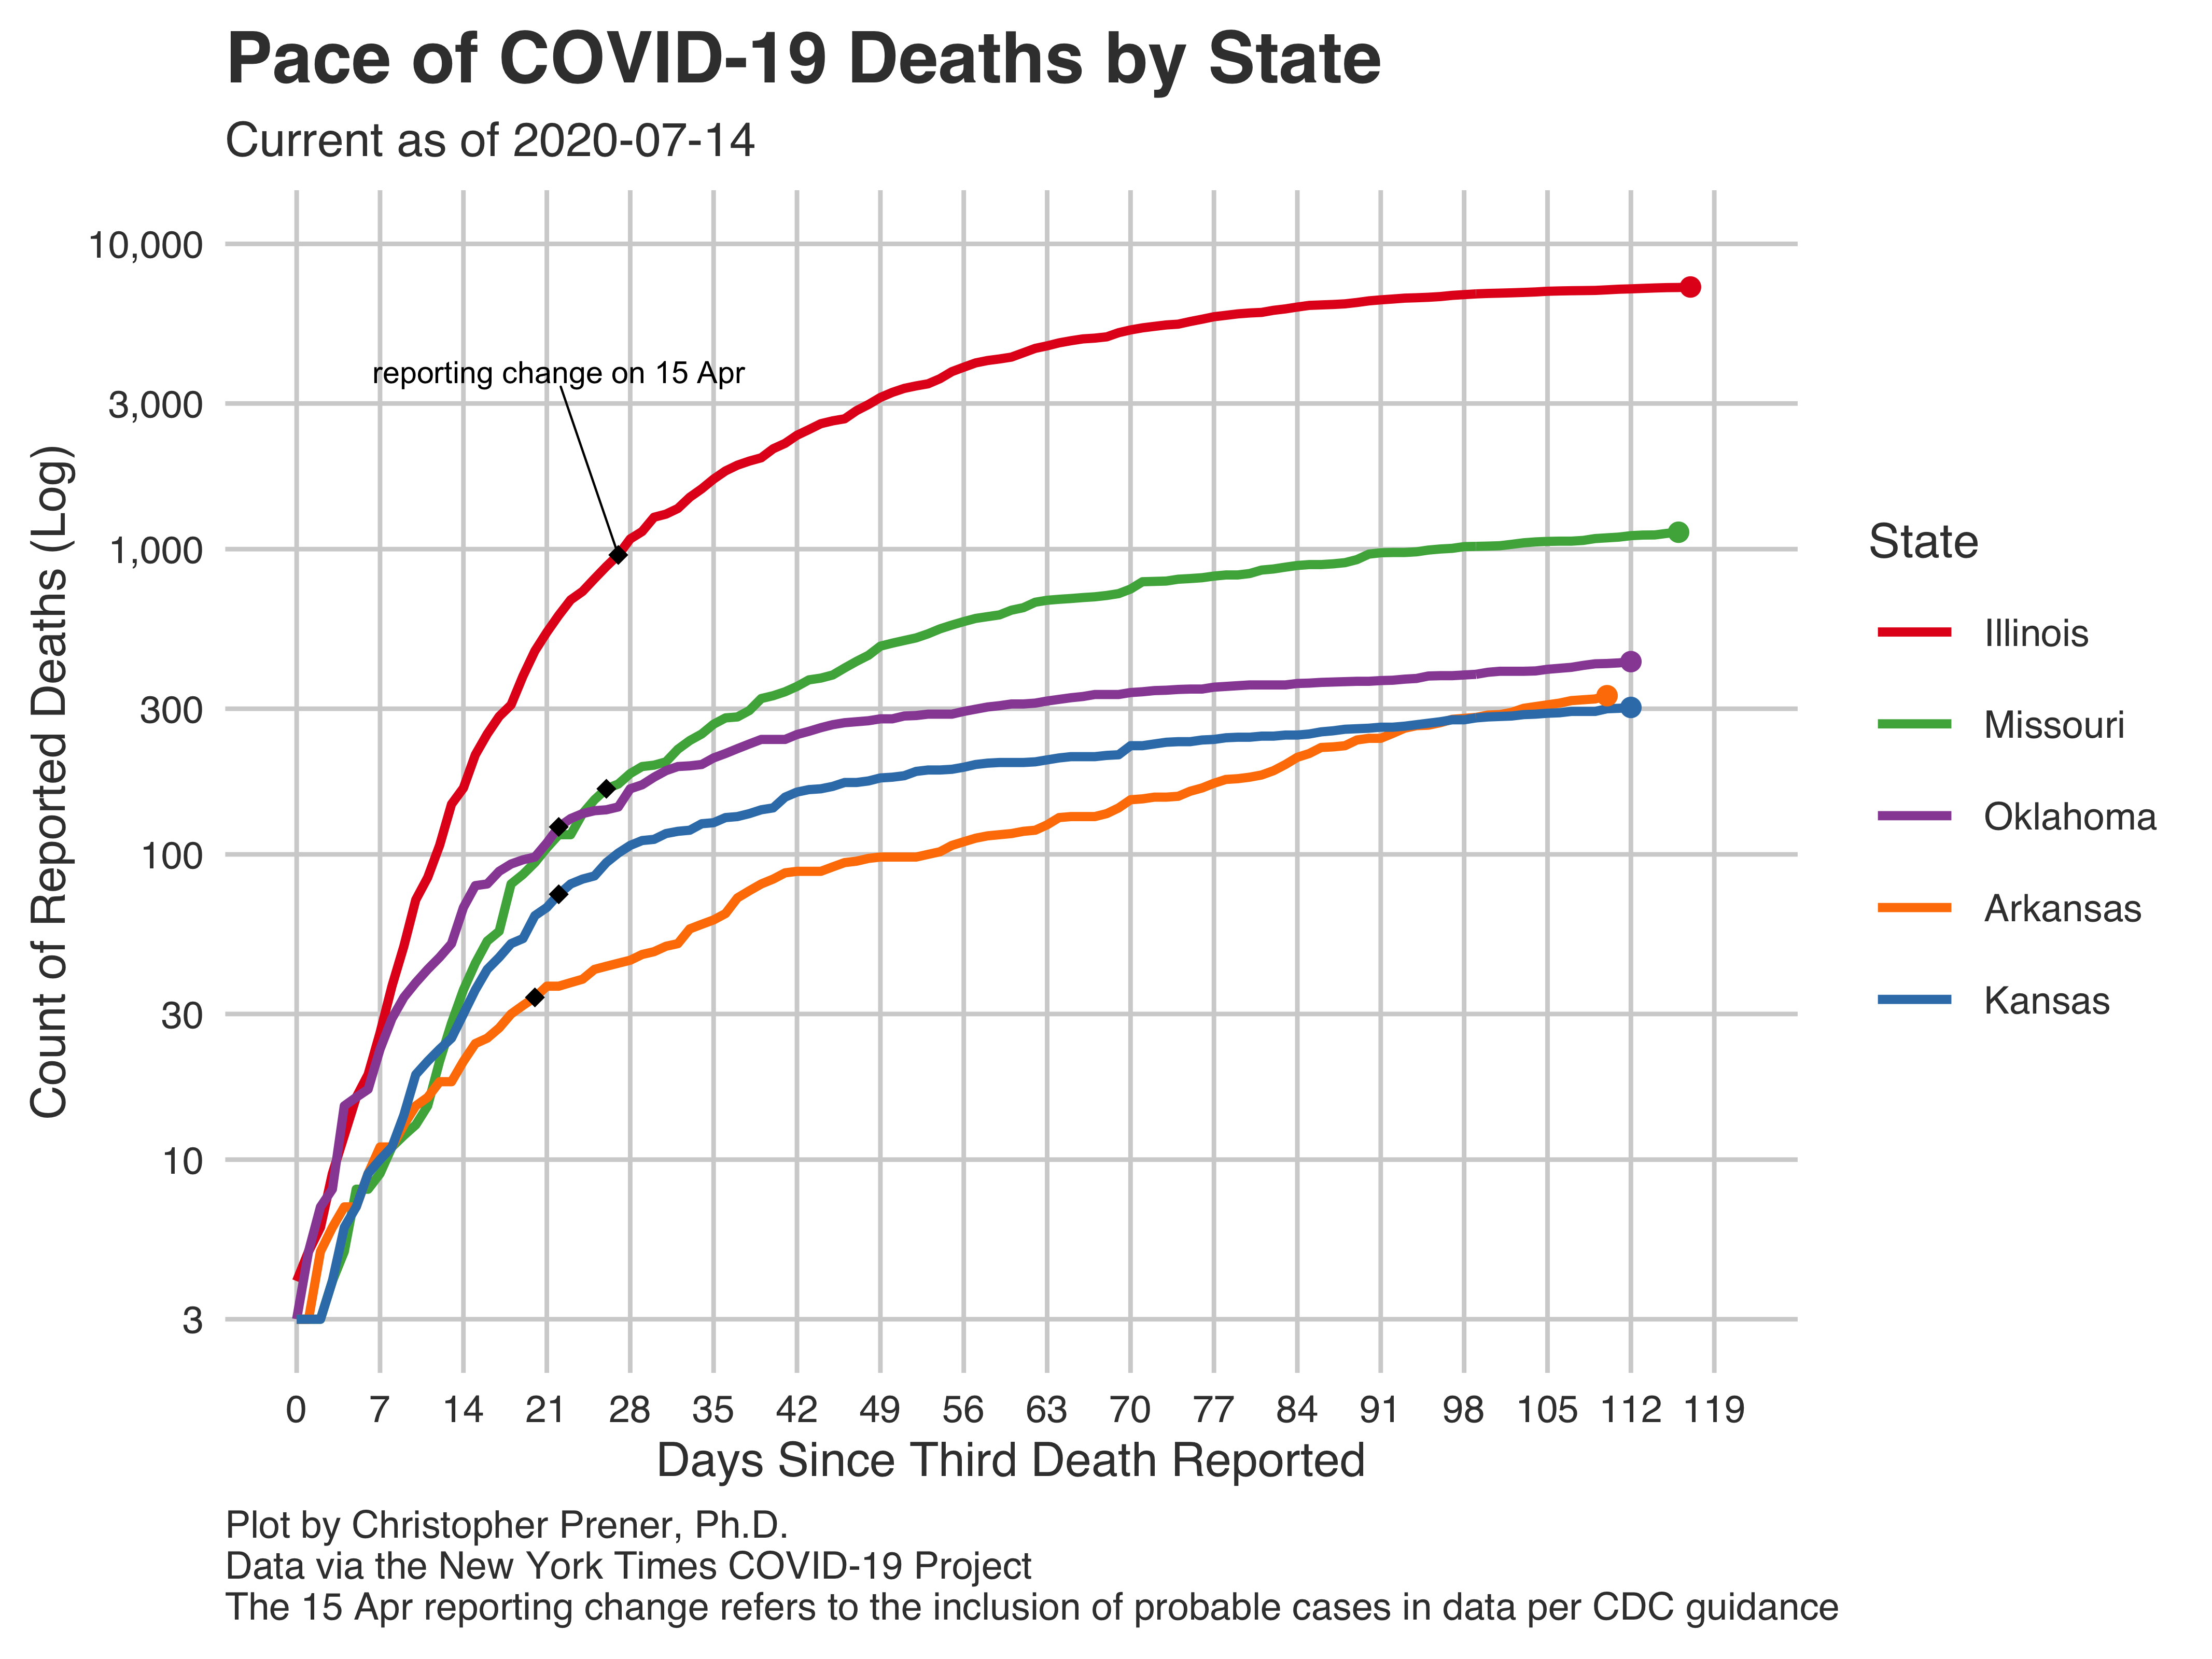 Pace of COVID-19 Deaths by State
Current as of 2020-07-14
Count of Reported Deaths (Log)
10,000
3,000
1,000
300
100
30
10
3
reporting change on 15 Apr
State
Illinois
Missouri
Oklahoma
Arkansas
Kansas
0 7 14 21 28 35 42 49 56 63 70 77 84 91 98 105 112 119
Days Since Third Death Reported
Plot by Christopher Prener, Ph.D.
Data via the New York Times COVID-19 Project
The 15 Apr reporting change refers to the inclusion of probable cases in data per CDC guidance